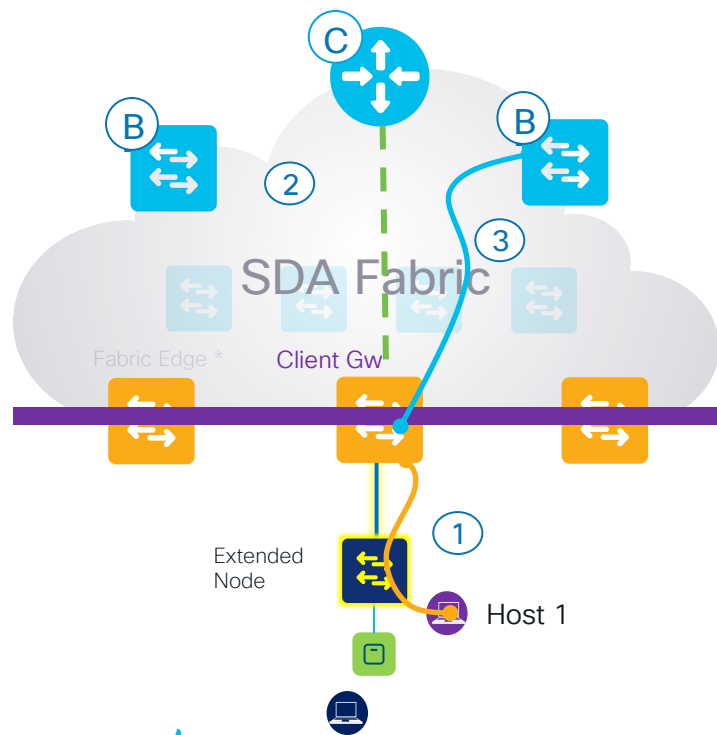 C
B
B
2
3
SDA Fabric
Fabric Edge *
Client Gw
1
Extended
Node
Host 1